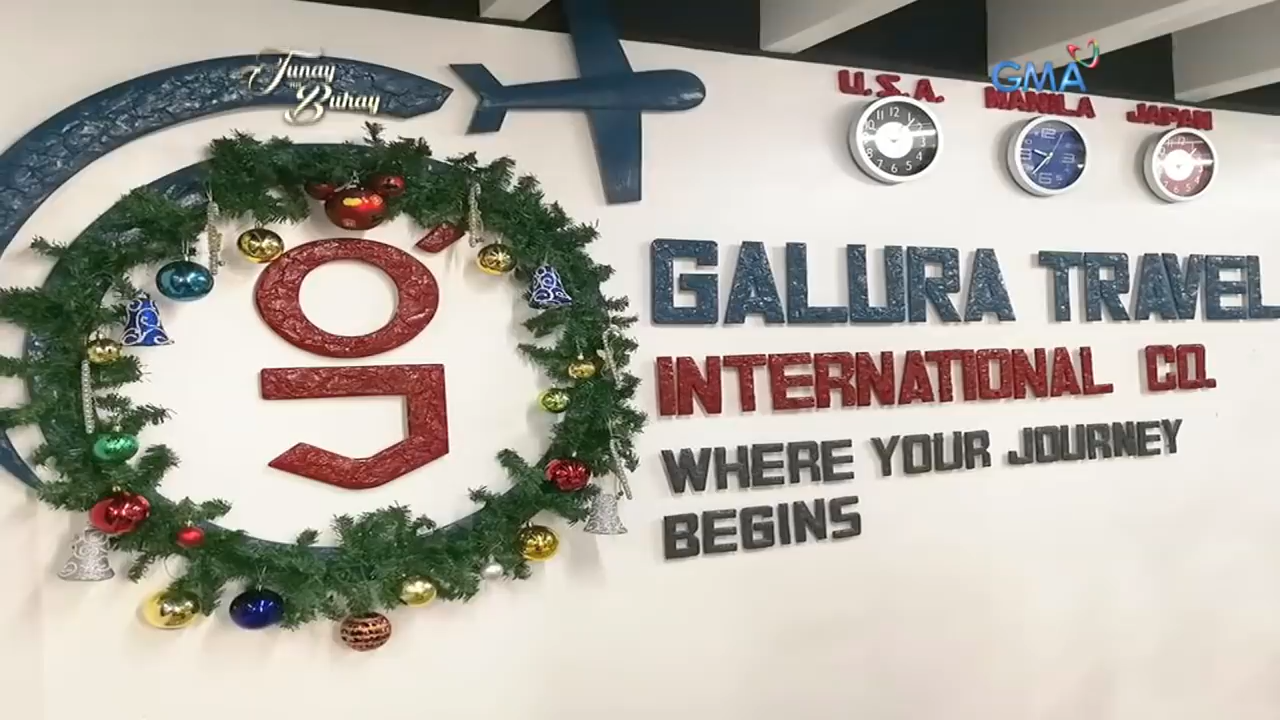 Tunay na Buhay
GMA
U.S.A.
MANILA
JAPAN
GALURA TRAVEL
INTERNATIONAL CO.
WHERE YOUR JOURNEY
BEGINS
g